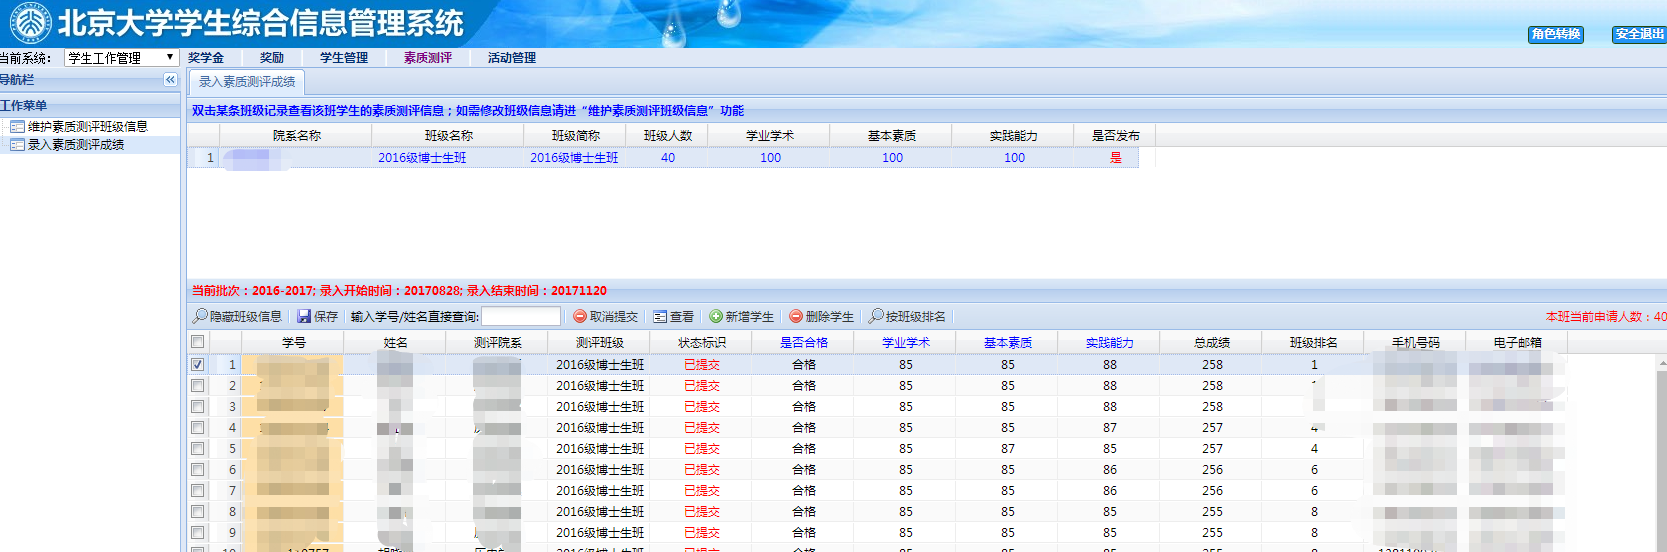 北京大学学生综合信息管理系统
角色转换 安全退出
当前系统： 学生工作管理 奖学金 奖励 学生管理 素质测评 活动管理
导航栏 录入素质测评成绩
工作菜单
维护素质测评班级信息
录入素质测评成绩
双击某条班级记录查看该班学生的素质测评信息；如需修改班级信息请进“维护素质测评班级信息”功能
院系名称 班级名称 班级简称 班级人数 学业学术 基本素质 实践能力 是否发布
1 2016级博士生班 2016级博士生班 40 100 100 100 是
当前批次：2016-2017; 录入开始时间：20170828; 录入结束时间：20171120
隐藏班级信息 保存 输入学号/姓名直接查询: 取消提交 查看 新增学生 删除学生 按班级排名 本班当前申请人数：40
学号 姓名 测评院系 测评班级 状态标识 是否合格 学业学术 基本素质 实践能力 总成绩 班级排名 手机号码 电子邮箱
1 2016级博士生班 已提交 合格 85 85 88 258 1
2 2016级博士生班 已提交 合格 85 85 88 258
3 2016级博士生班 已提交 合格 85 85 88 258
4 2016级博士生班 已提交 合格 85 85 87 257 4
5 2016级博士生班 已提交 合格 85 87 85 257 4
6 2016级博士生班 已提交 合格 85 85 86 256 6
7 2016级博士生班 已提交 合格 85 85 86 256 6
8 2016级博士生班 已提交 合格 85 85 85 255 8
9 2016级博士生班 已提交 合格 85 85 85 255 8
10 2016级博士生班 已提交 合格 85 85 85 255 8